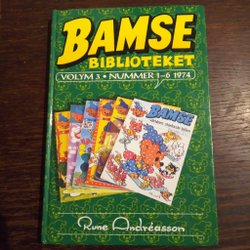 BAMSE
BIBLIOTEKET
VOLYM 3 • NUMMER 1–6 1974
BAMSE
Rune Andréasson